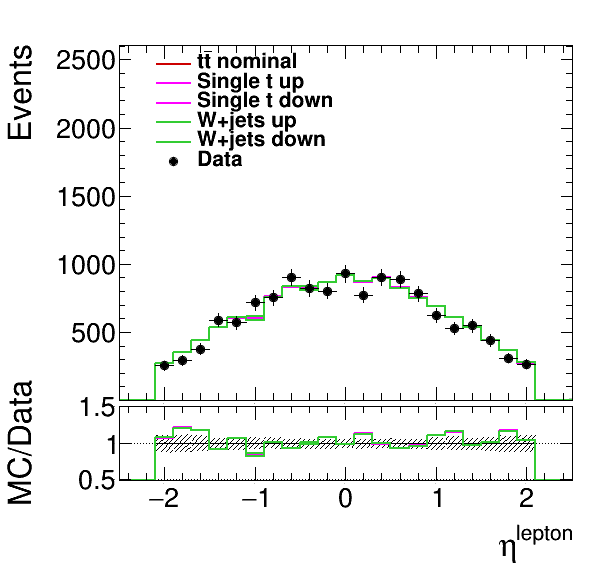 Events
2500
2000
1500
1000
500
tt̄ nominal
Single t up
Single t down
W+jets up
W+jets down
Data
MC/Data
1.5
1
0.5
−2 −1 0 1 2
η^lepton